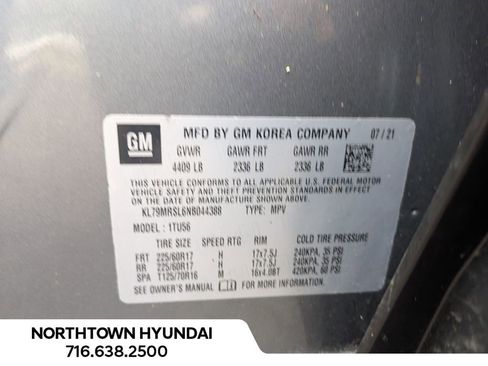 GM
MFD BY GM KOREA COMPANY 07/21
GVWR GAWR FRT GAWR RR
4409 LB 2336 LB 2336 LB
THIS VEHICLE CONFORMS TO ALL APPLICABLE U.S. FEDERAL MOTOR
VEHICLE SAFETY AND THEFT PREVENTION STANDARDS IN EFFECT ON THE
DATE OF MANUFACTURE SHOWN ABOVE.
KL79MRSL6NB044388 TYPE: MPV
MODEL: 1TU56
TIRE SIZE SPEED RTG RIM COLD TIRE PRESSURE
FRT 225/60R17 H 17x7.5J 240KPA, 35 PSI
RR 225/60R17 H 17x7.5J 240KPA, 35 PSI
SPA T125/70R16 M 16x4.0BT 420KPA, 60 PSI
SEE OWNER'S MANUAL FOR ADDITIONAL INFORMATION.
NORTHTOWN HYUNDAI
716.638.2500